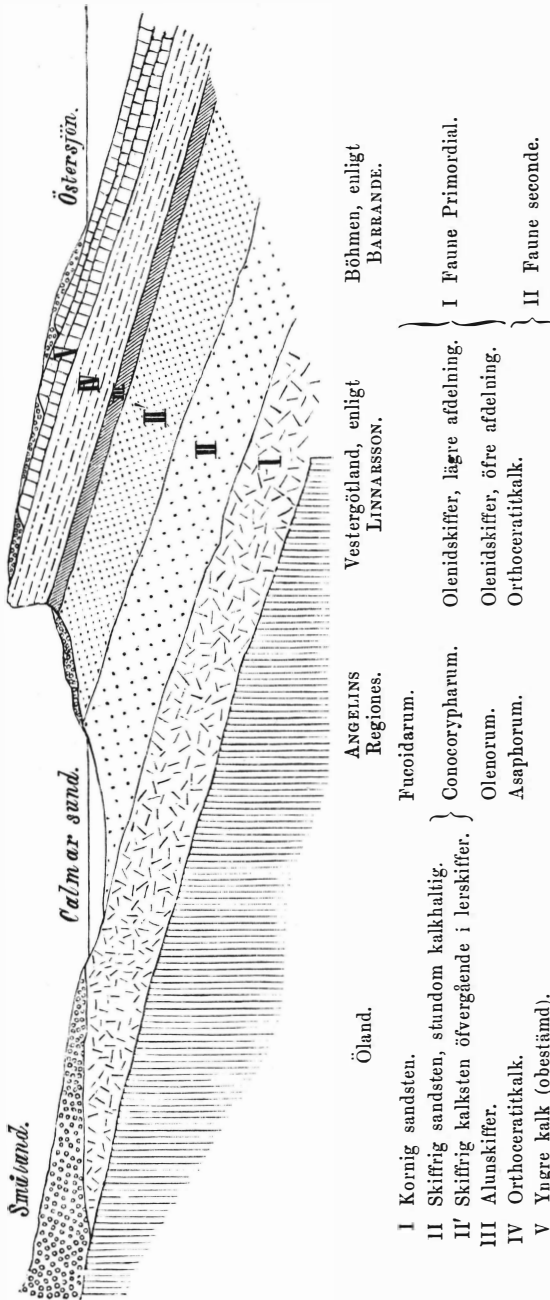 Småland.
Calmar sund.
Östersjön.
V
IV
III
II'
II
I
Öland.
ANGELINS
Regiones.
Vestergötland, enligt
LINNARSSON.
Böhmen, enligt
BARRANDE.
I Kornig sandsten. Fucoidarum.
II Skiffrig sandsten, stundom kalkhaltig.
II' Skiffrig kalksten öfvergående i lerskiffer. Conocorypharum. Olenidskiffer, lägre afdelning. I Faune Primordial.
III Alunskiffer. Olenorum. Olenidskiffer, öfre afdelning.
IV Orthoceratitkalk. Asaphorum. Orthoceratitkalk. II Faune seconde.
V Yngre kalk (obestämd).